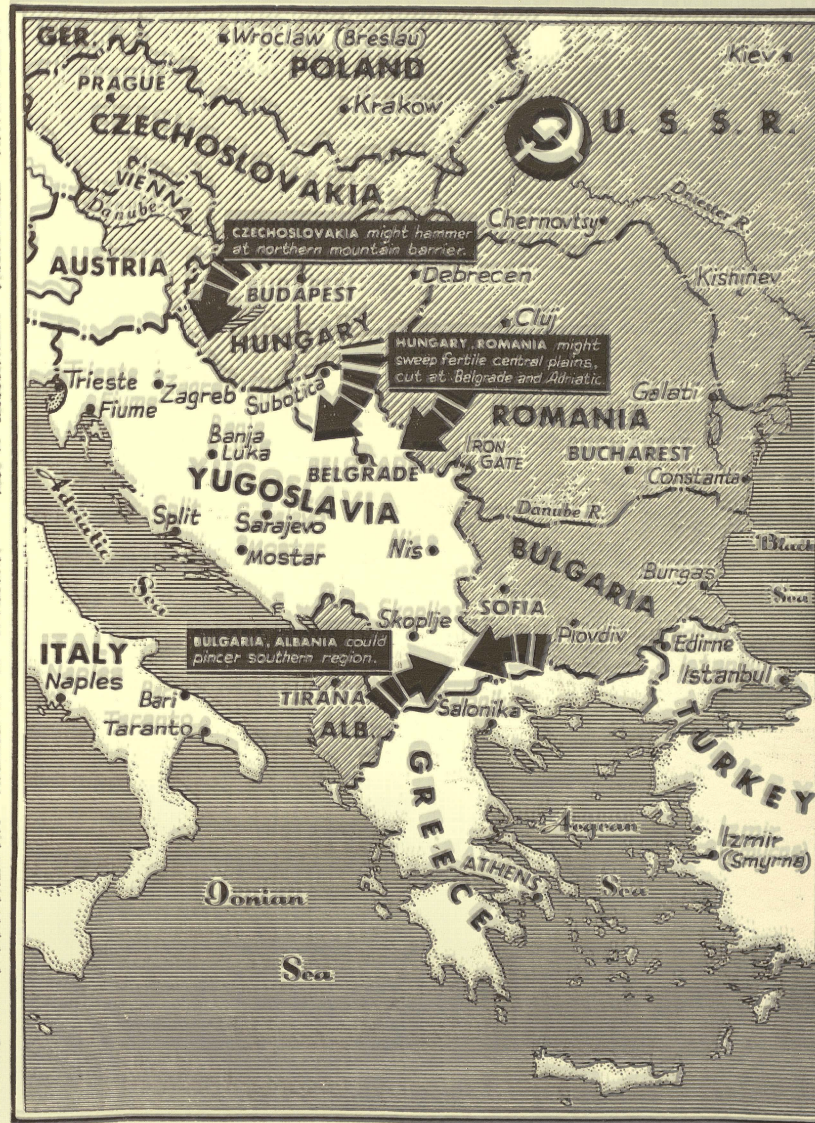 GER.
Wroclaw (Breslau)
POLAND
Kiev
PRAGUE
Krakow
U. S. S. R.
CZECHOSLOVAKIA
VIENNA
Danube
Dniester R.
Chernovtsy
CZECHOSLOVAKIA might hammer
at northern mountain barrier.
AUSTRIA
Debrecen
Kishinev
BUDAPEST
Cluj
HUNGARY
HUNGARY, ROMANIA might
sweep fertile central plains,
cut at Belgrade and Adriatic
Trieste
Zagreb
Subotica
Fiume
Galati
ROMANIA
Banja
Luka
IRON
GATE
BUCHAREST
BELGRADE
Constanta
YUGOSLAVIA
Adriatic
Sea
Split
Sarajevo
Danube R.
Mostar
Nis
BULGARIA
Black
Sea
Burgas
SOFIA
Skoplje
Plovdiv
BULGARIA, ALBANIA could
pincer southern region.
Edirne
ITALY
Naples
Istanbul
TIRANA
Bari
Salonika
Taranto
ALB.
TURKEY
GREECE
Aegean
Sea
Izmir
(Smyrna)
ATHENS
Ionian
Sea